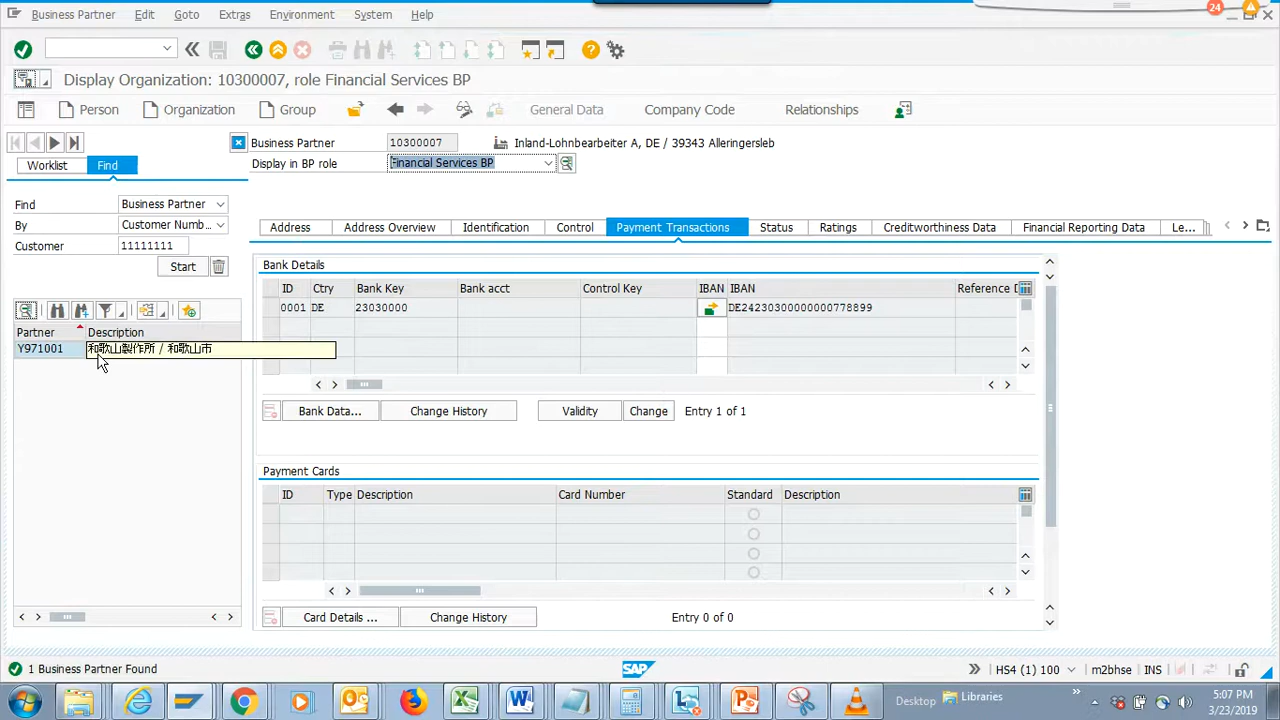 24
Business Partner Edit Goto Extras Environment System Help
Display Organization: 10300007, role Financial Services BP
Person Organization Group General Data Company Code Relationships
Business Partner 10300007 Inland-Lohnbearbeiter A, DE / 39343 Alleringersleb
Worklist Find
Display in BP role Financial Services BP
Find Business Partner
By Customer Numb...
Customer 11111111
Start
Address Address Overview Identification Control Payment Transactions Status Ratings Creditworthiness Data Financial Reporting Data Le...
Bank Details
ID Ctry Bank Key Bank acct Control Key IBAN IBAN Reference D
0001 DE 23030000 DE24230300000000778899
Partner Description
Y971001 和歌山製作所 / 和歌山市
Bank Data... Change History Validity Change Entry 1 of 1
Payment Cards
ID Type Description Card Number Standard Description
Card Details ... Change History Entry 0 of 0
1 Business Partner Found
SAP
HS4 (1) 100 m2bhse INS
Desktop Libraries
5:07 PM
3/23/2019